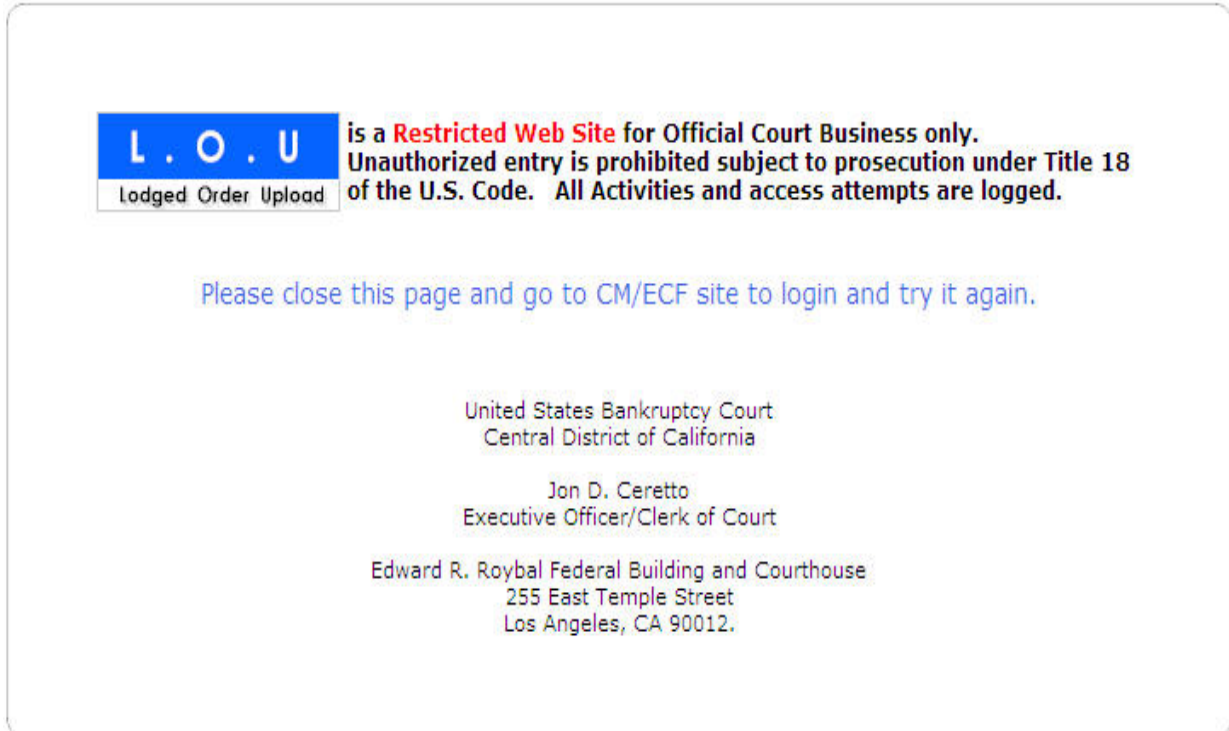 L . O . U
Lodged Order Upload
is a Restricted Web Site for Official Court Business only.
Unauthorized entry is prohibited subject to prosecution under Title 18
of the U.S. Code.   All Activities and access attempts are logged.
Please close this page and go to CM/ECF site to login and try it again.
United States Bankruptcy Court
Central District of California
Jon D. Ceretto
Executive Officer/Clerk of Court
Edward R. Roybal Federal Building and Courthouse
255 East Temple Street
Los Angeles, CA 90012.